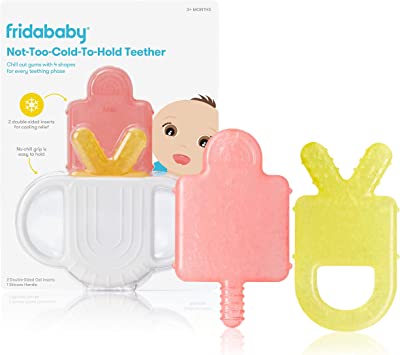 3+ MONTHS
fridababy®
Not-Too-Cold-To-Hold Teether
Chill out gums with 4 shapes
for every teething phase
2 double-sided inserts
for cooling relief
No chill grip is
easy to hold
2 Double-Sided Gel Inserts
1 Silicone Handle